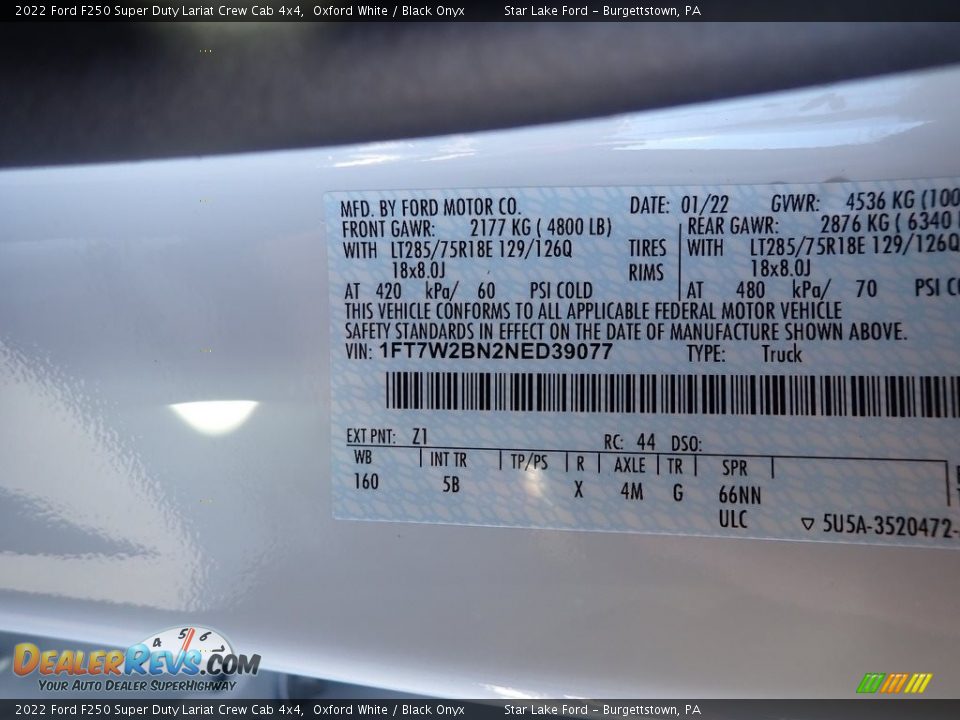 2022 Ford F250 Super Duty Lariat Crew Cab 4x4, Oxford White / Black Onyx Star Lake Ford - Burgettstown, PA
MFD. BY FORD MOTOR CO. DATE: 01/22 GVWR: 4536 KG (100
FRONT GAWR: 2177 KG ( 4800 LB) REAR GAWR: 2876 KG ( 6340
WITH LT285/75R18E 129/126Q TIRES WITH LT285/75R18E 129/126Q
18x8.0J RIMS 18x8.0J
AT 420 kPa/ 60 PSI COLD AT 480 kPa/ 70 PSI CO
THIS VEHICLE CONFORMS TO ALL APPLICABLE FEDERAL MOTOR VEHICLE
SAFETY STANDARDS IN EFFECT ON THE DATE OF MANUFACTURE SHOWN ABOVE.
VIN: 1FT7W2BN2NED39077 TYPE: Truck
EXT PNT: Z1 RC: 44 DSO:
WB INT TR TP/PS R AXLE TR SPR
160 5B X 4M G 66NN
ULC ▽ 5U5A-3520472-
4 5 6
DealerRevs.com
Your Auto Dealer SuperHighway
2022 Ford F250 Super Duty Lariat Crew Cab 4x4, Oxford White / Black Onyx Star Lake Ford - Burgettstown, PA